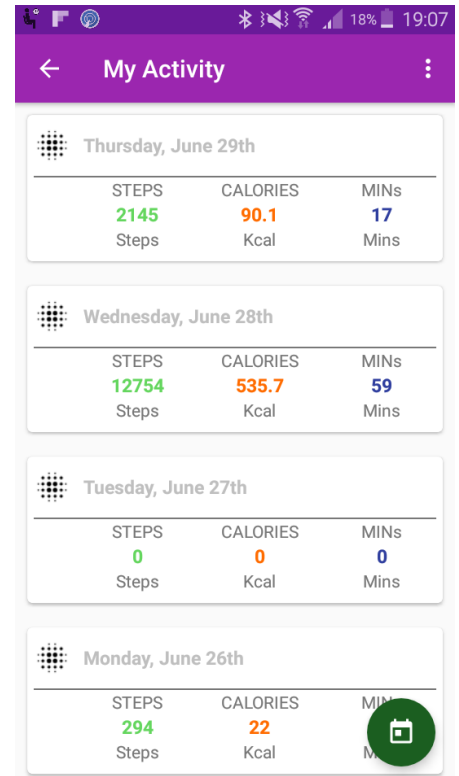 18% 19:07
My Activity
Thursday, June 29th
STEPS CALORIES MINs
2145 90.1 17
Steps Kcal Mins
Wednesday, June 28th
STEPS CALORIES MINs
12754 535.7 59
Steps Kcal Mins
Tuesday, June 27th
STEPS CALORIES MINs
0 0 0
Steps Kcal Mins
Monday, June 26th
STEPS CALORIES
294 22
Steps Kcal